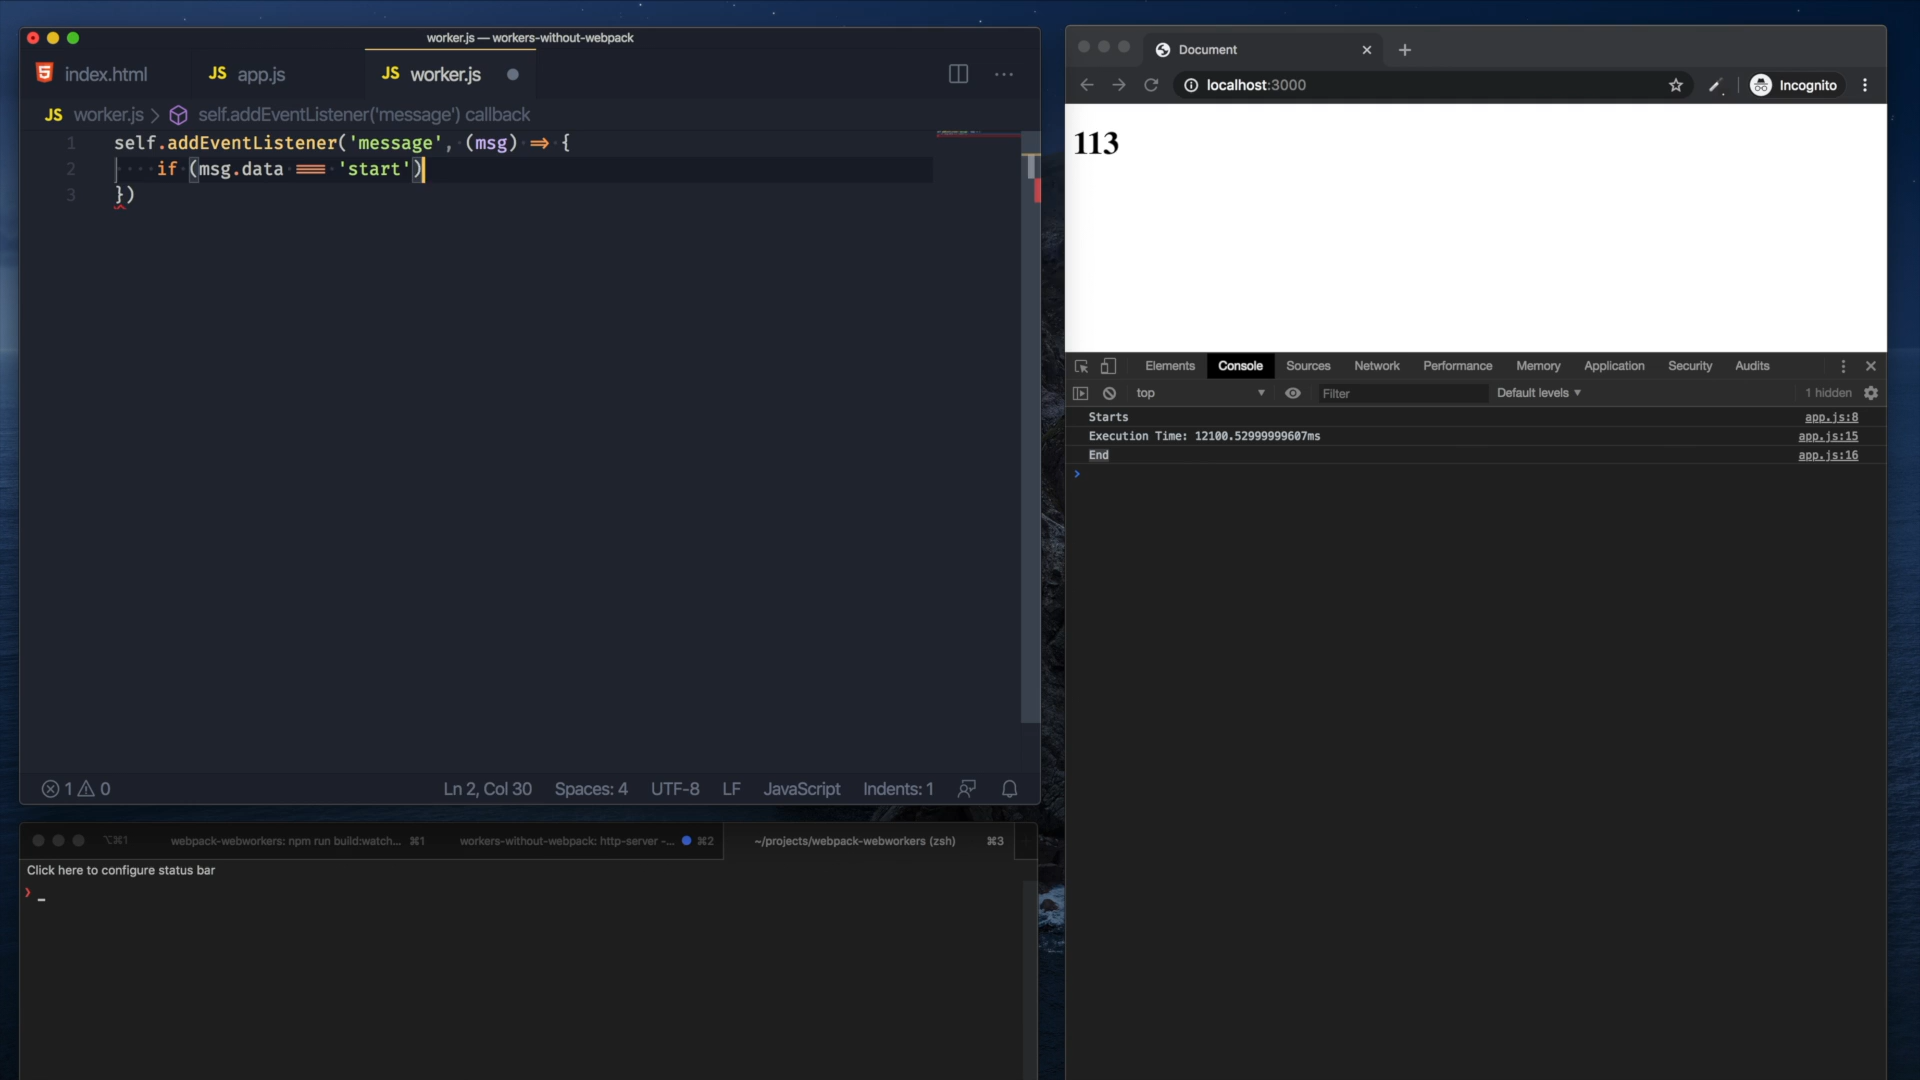 worker.js — workers-without-webpack
index.html
JS app.js
JS worker.js
JS worker.js > self.addEventListener('message') callback
1 self.addEventListener('message', (msg) => {
2 if (msg.data === 'start')
3 })
1 0
Ln 2, Col 30 Spaces: 4 UTF-8 LF JavaScript Indents: 1
⌥⌘1 webpack-webworkers: npm run build:watch... ⌘1 workers-without-webpack: http-server -... ⌘2 ~/projects/webpack-webworkers (zsh) ⌘3
Click here to configure status bar
❯ _
Document
localhost:3000
Incognito
113
Elements Console Sources Network Performance Memory Application Security Audits
top Filter Default levels 1 hidden
Starts app.js:8
Execution Time: 12100.52999999607ms app.js:15
End app.js:16
>